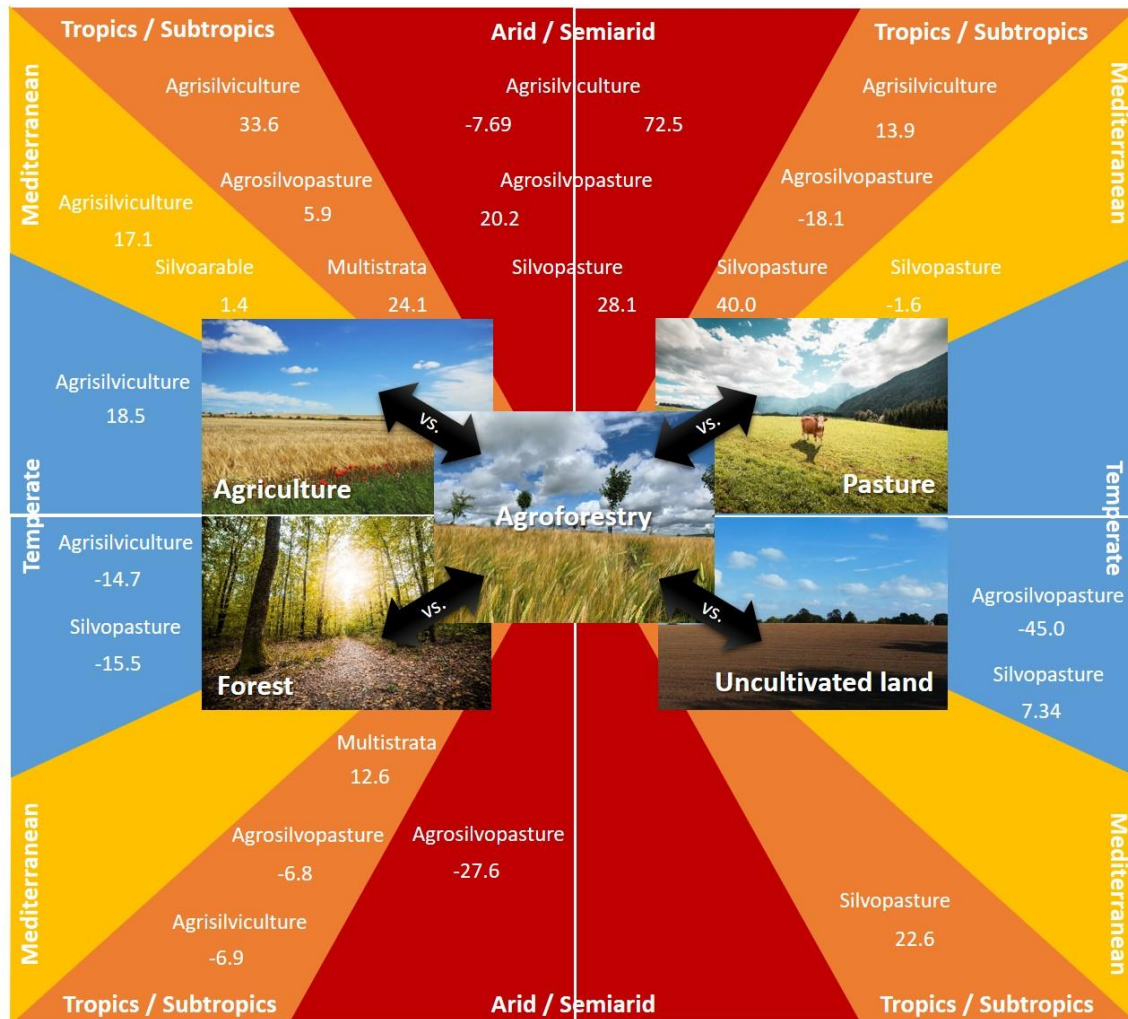 Tropics / Subtropics
Arid / Semiarid
Tropics / Subtropics
Mediterranean
Mediterranean
Agrisilviculture
33.6
Agrisilviculture
-7.69
72.5
Agrisilviculture
13.9
Agrosilvopasture
5.9
Agrosilvopasture
20.2
Agrosilvopasture
-18.1
Agrisilviculture
17.1
Silvoarable
1.4
Multistrata
24.1
Silvopasture
28.1
Silvopasture
40.0
Silvopasture
-1.6
Agrisilviculture
18.5
vs.
vs.
Agriculture
Pasture
Agroforestry
Temperate
Temperate
Agrisilviculture
-14.7
Silvopasture
-15.5
vs.
vs.
Forest
Uncultivated land
Agrosilvopasture
-45.0
Silvopasture
7.34
Multistrata
12.6
Agrosilvopasture
-6.8
Agrosilvopasture
-27.6
Agrisilviculture
-6.9
Silvopasture
22.6
Mediterranean
Mediterranean
Tropics / Subtropics
Arid / Semiarid
Tropics / Subtropics